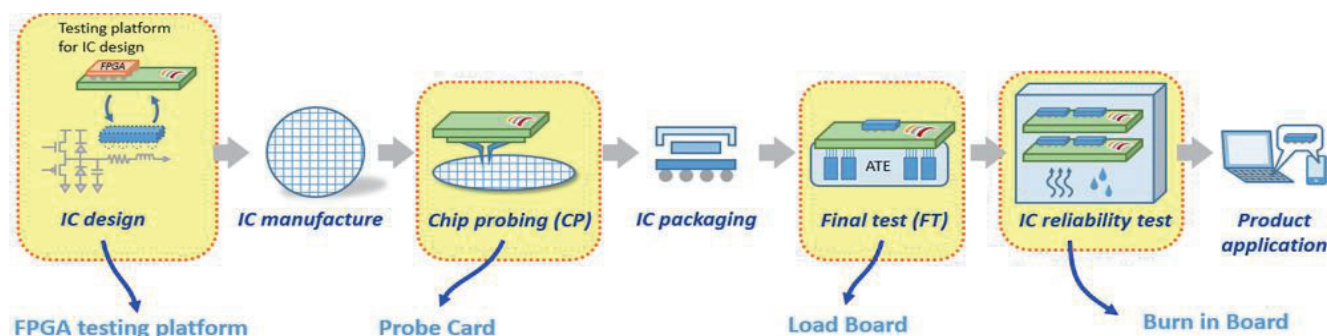 Testing platform
for IC design
FPGA
ATE
IC design
IC manufacture
Chip probing (CP)
IC packaging
Final test (FT)
IC reliability test
Product
application
FPGA testing platform
Probe Card
Load Board
Burn in Board